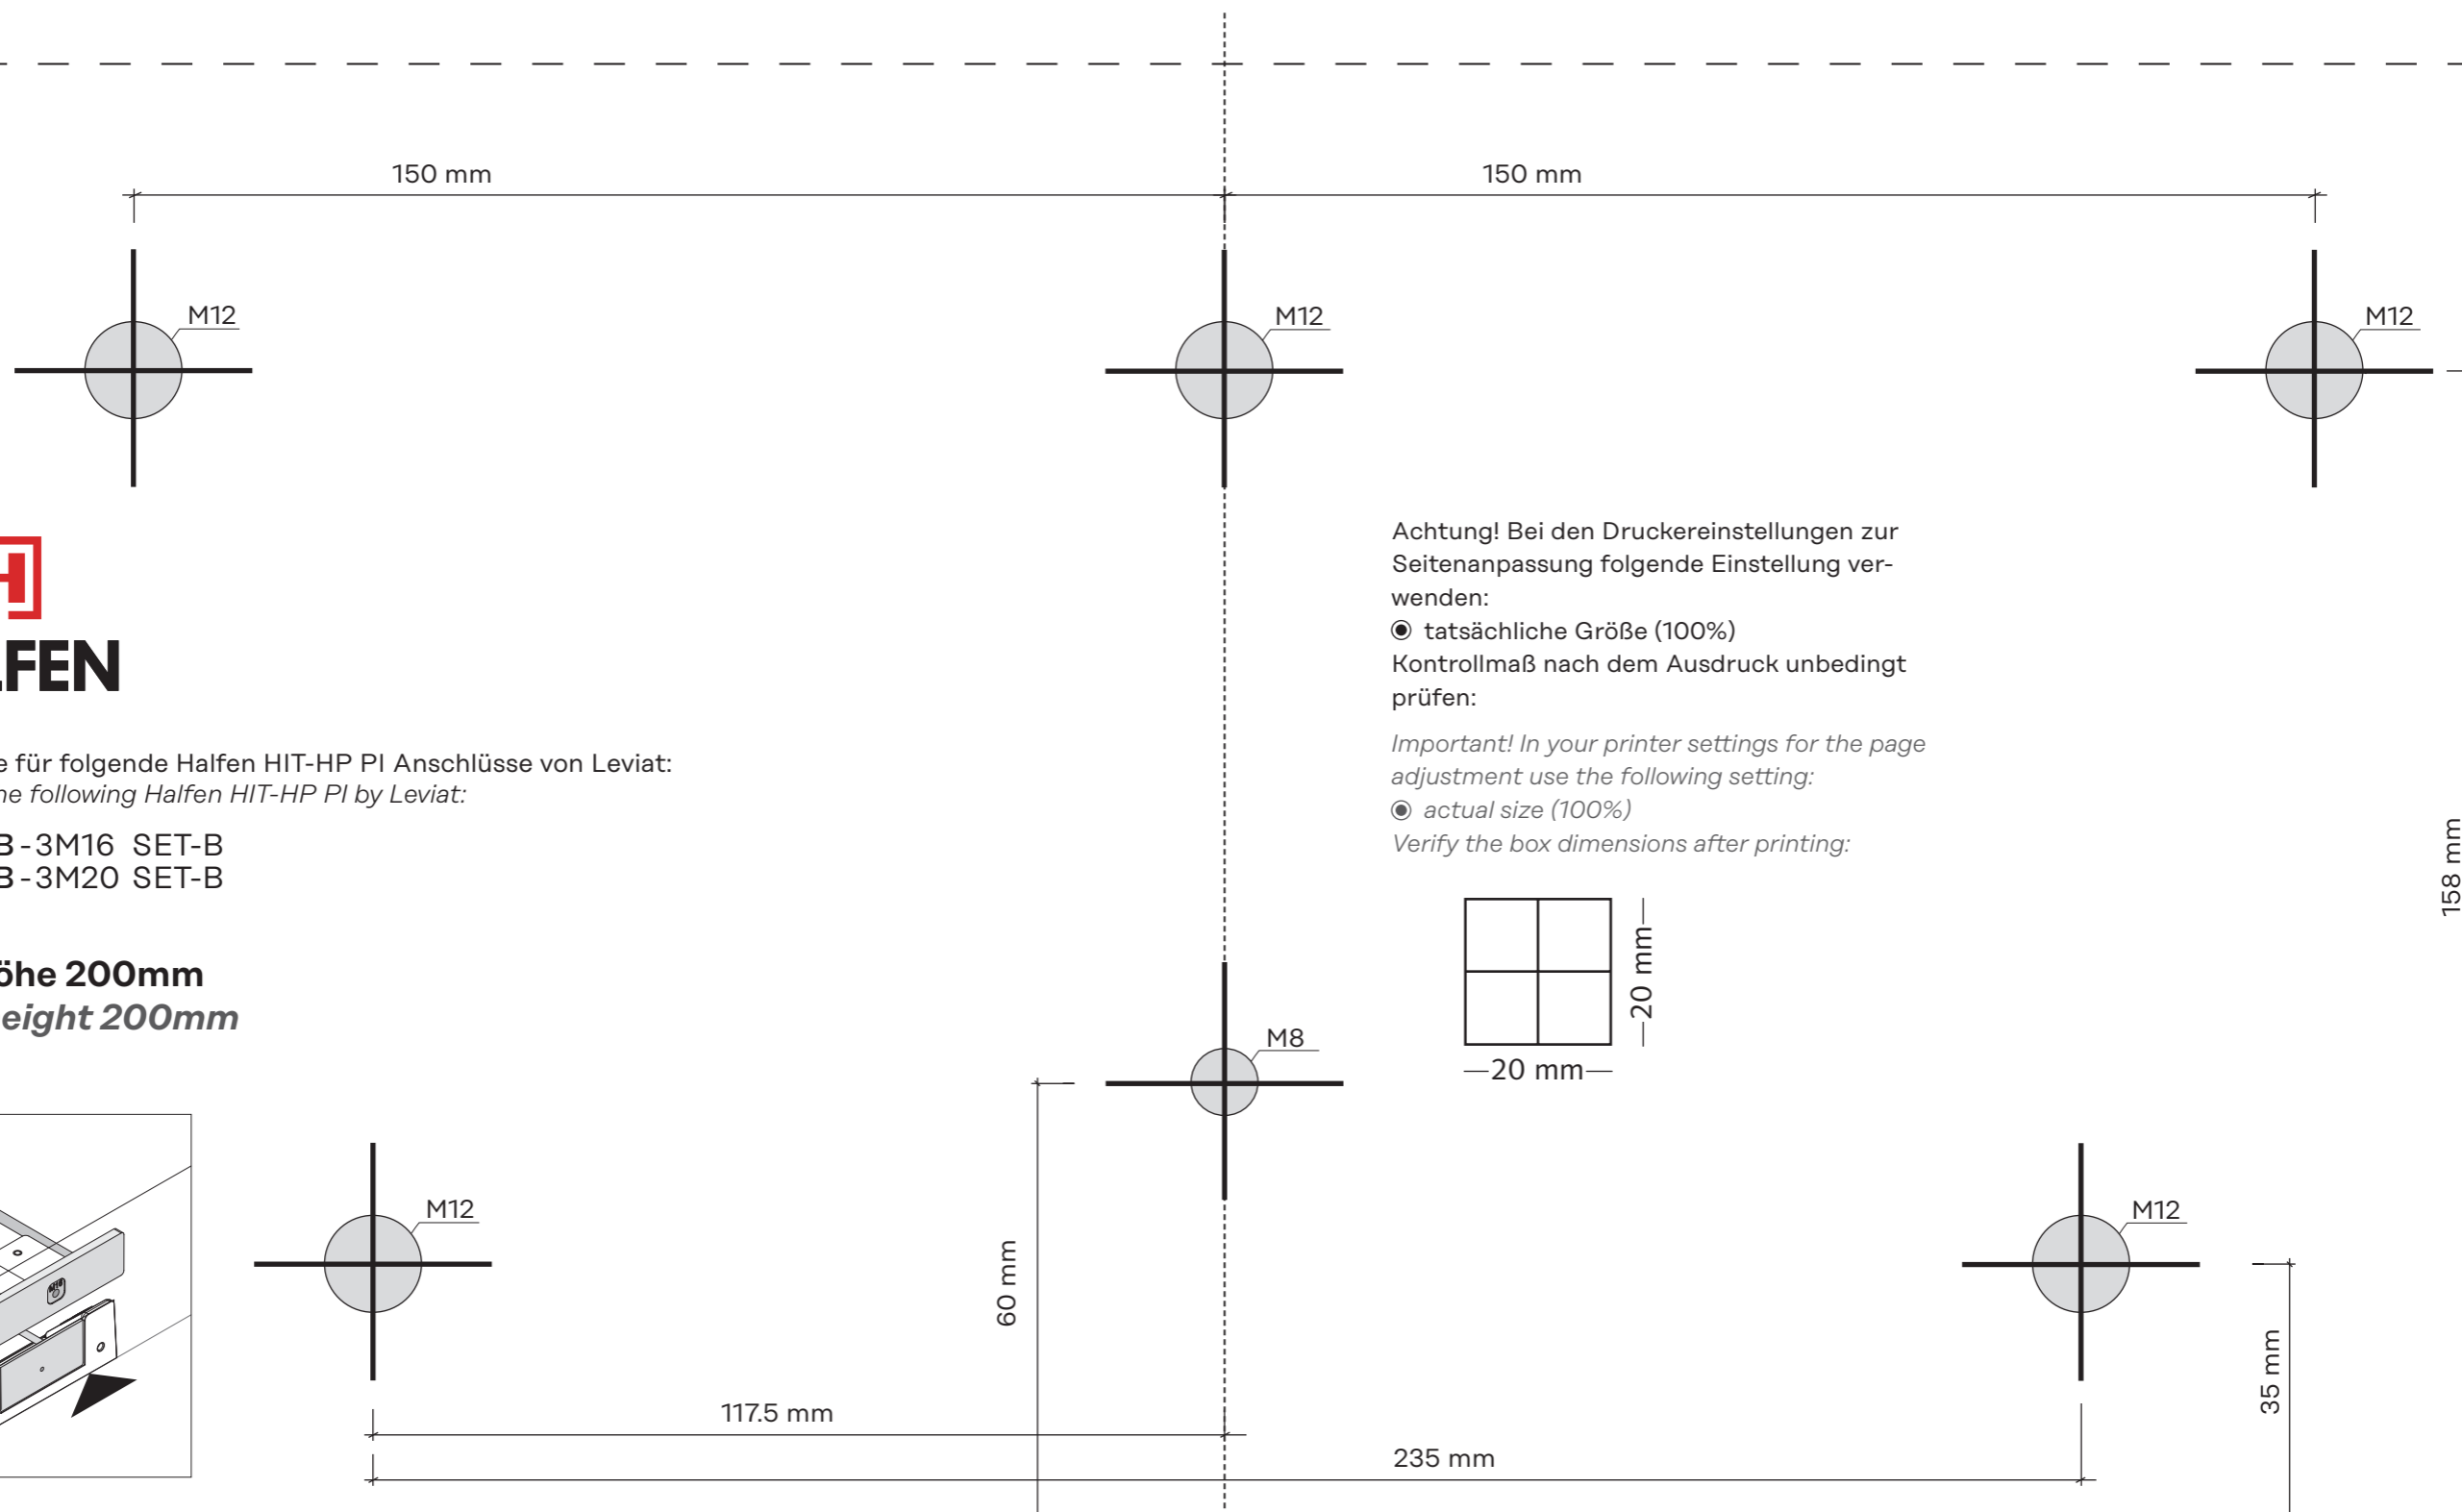 150 mm
150 mm
M12
M12
M12
LFEN
e für folgende Halfen HIT-HP PI Anschlüsse von Leviat:
he following Halfen HIT-HP PI by Leviat:
B-3M16 SET-B
B-3M20 SET-B
öhe 200mm
eight 200mm
Achtung! Bei den Druckereinstellungen zur
Seitenanpassung folgende Einstellung ver-
wenden:
tatsächliche Größe (100%)
Kontrollmaß nach dem Ausdruck unbedingt
prüfen:
Important! In your printer settings for the page
adjustment use the following setting:
actual size (100%)
Verify the box dimensions after printing:
20 mm
20 mm
158 mm
M8
M12
M12
60 mm
35 mm
117.5 mm
235 mm